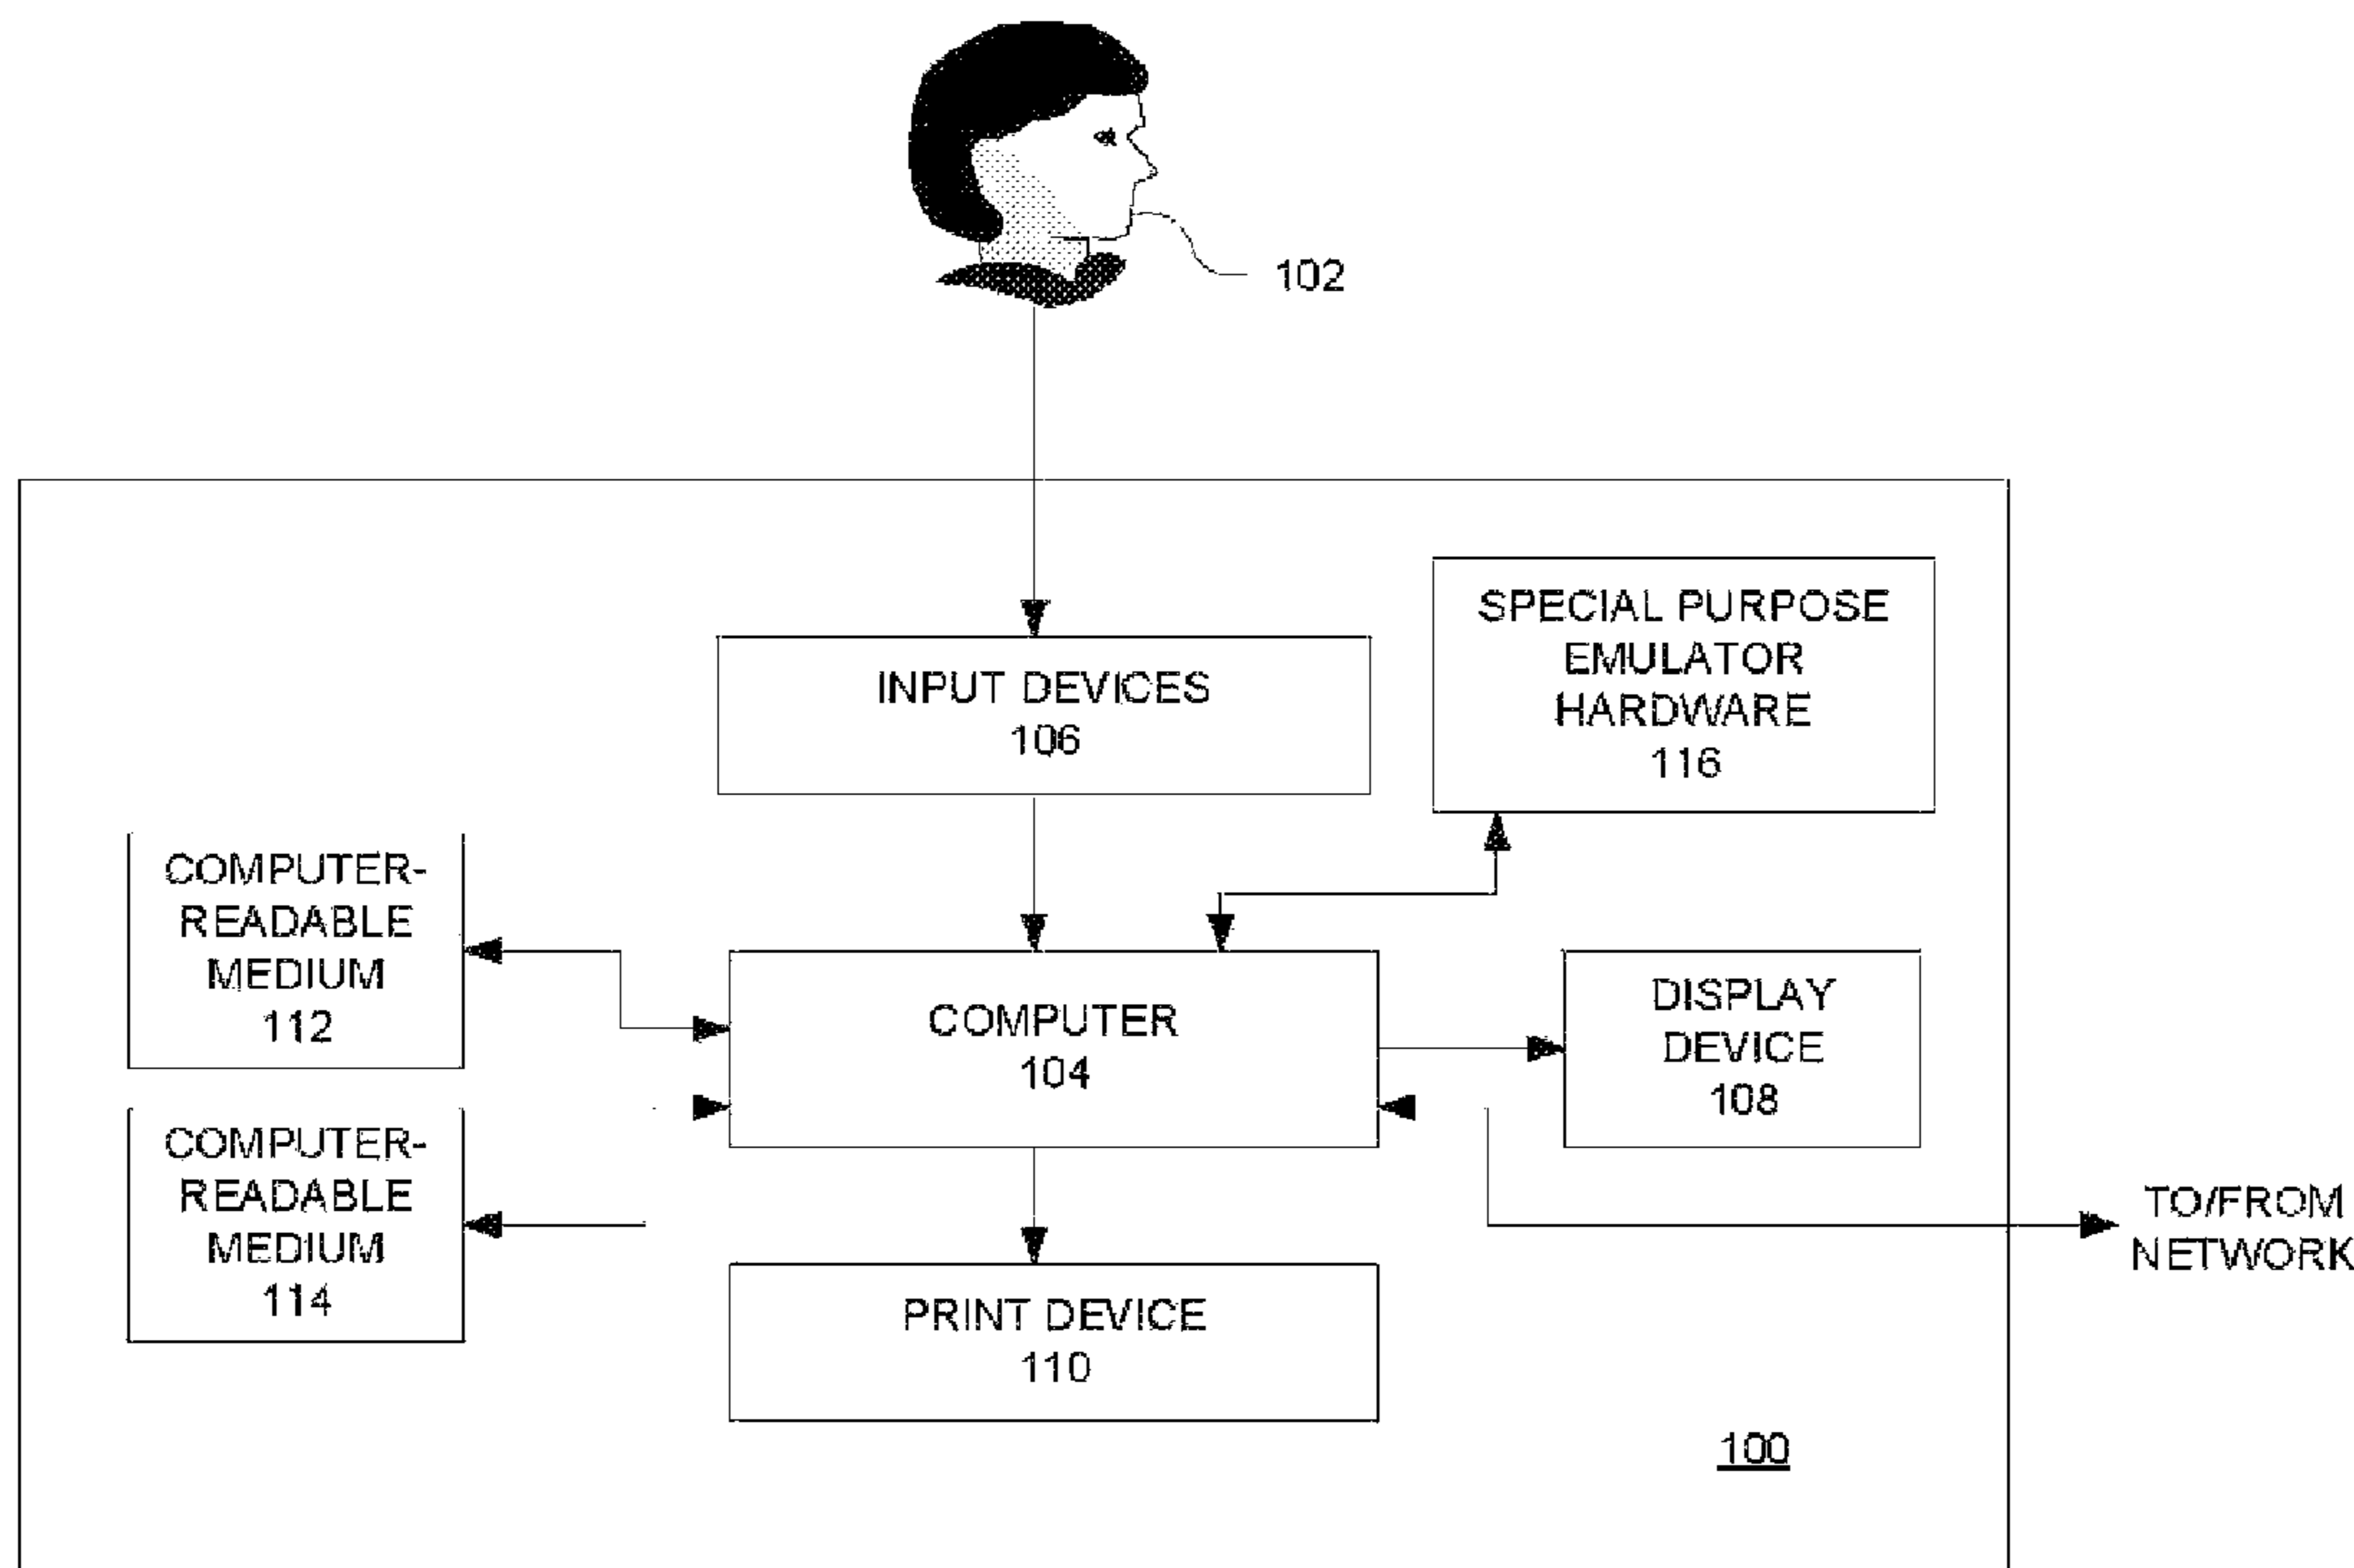 102
INPUT DEVICES
106
SPECIAL PURPOSE
EMULATOR
HARDWARE
116
COMPUTER-
READABLE
MEDIUM
112
COMPUTER
104
DISPLAY
DEVICE
108
COMPUTER-
READABLE
MEDIUM
114
PRINT DEVICE
110
TO/FROM
NETWORK
100